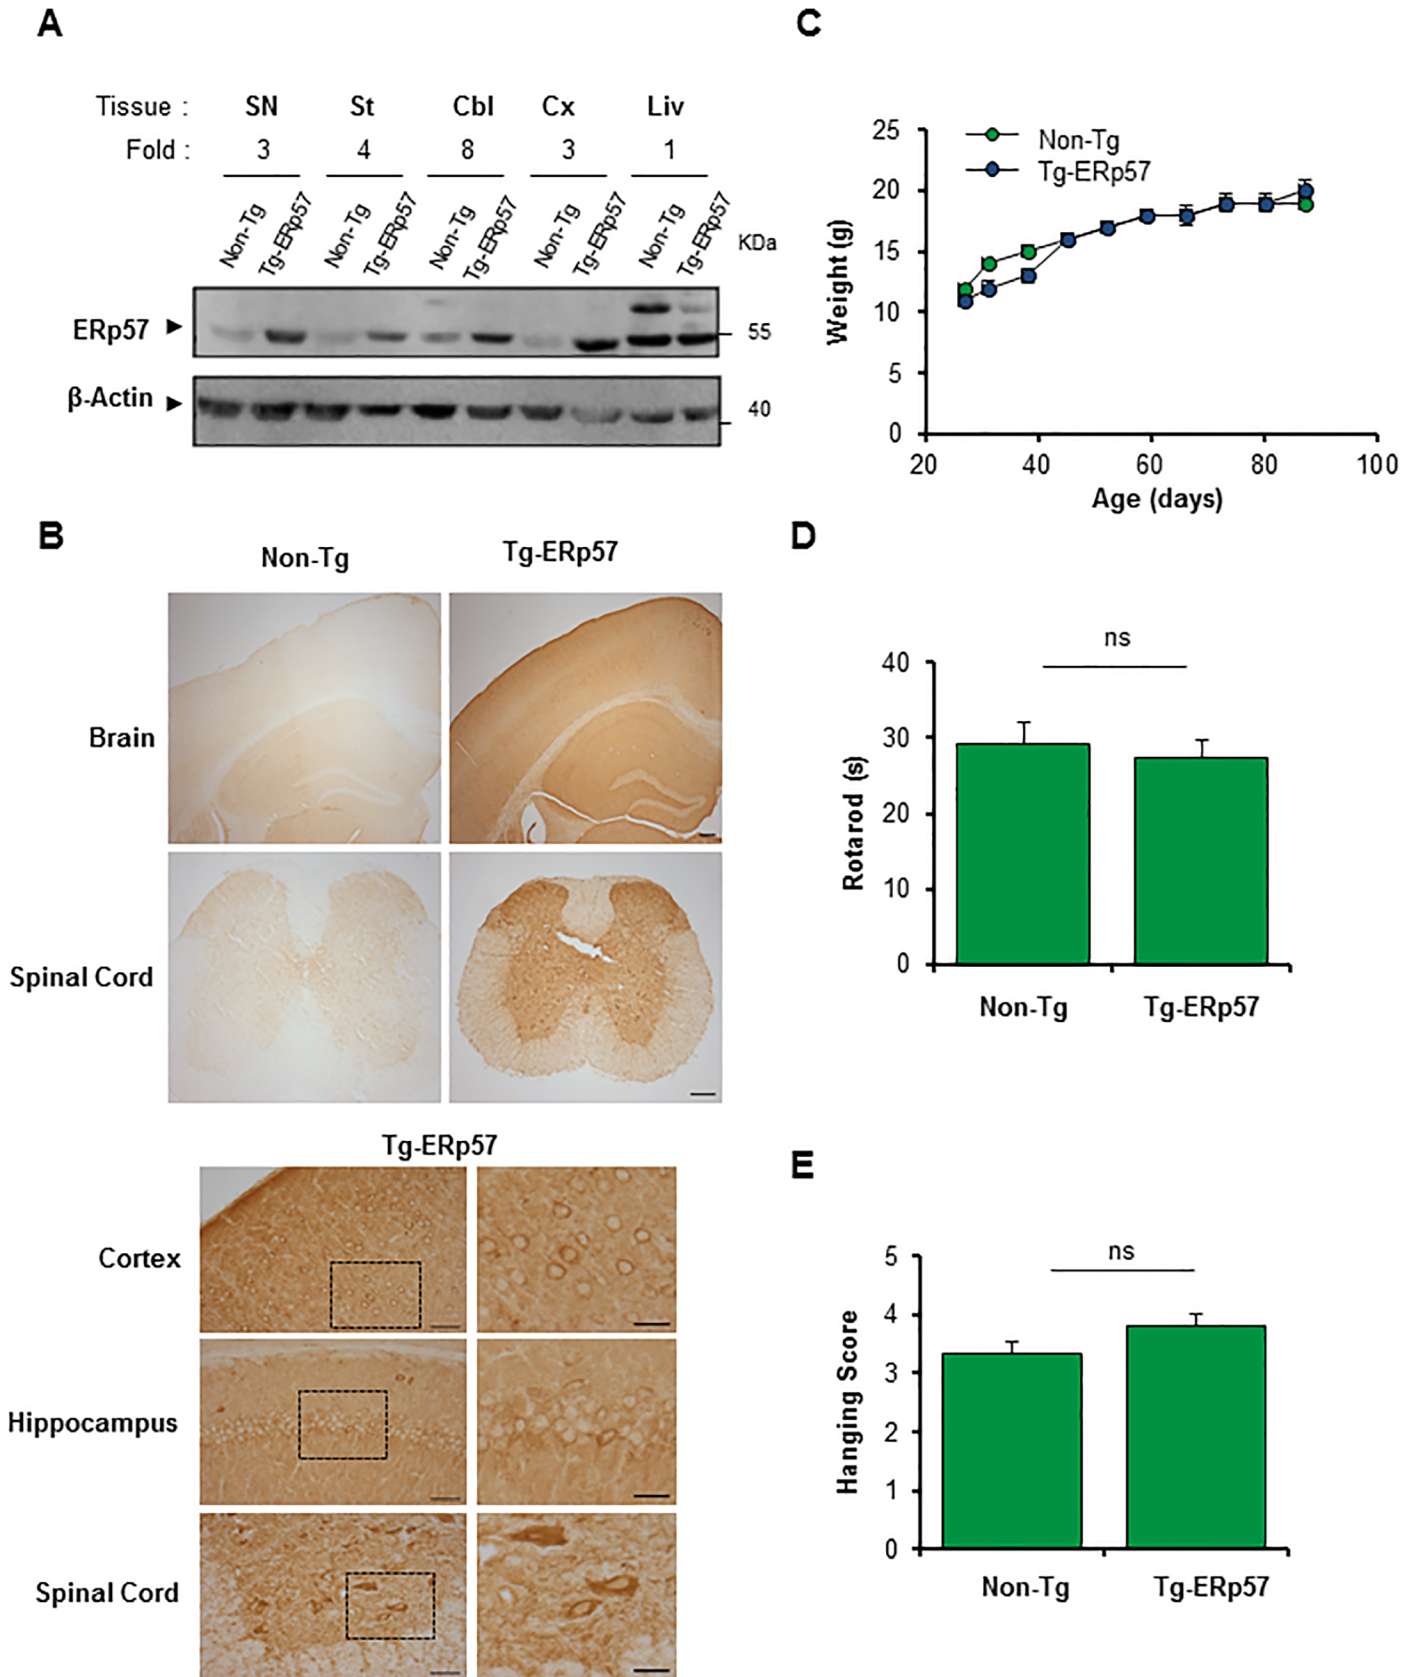 A
Tissue : SN St Cbl Cx Liv
Fold : 3 4 8 3 1
Non-Tg Tg-ERp57 Non-Tg Tg-ERp57 Non-Tg Tg-ERp57 Non-Tg Tg-ERp57 Non-Tg Tg-ERp57
KDa
ERp57
55
β-Actin
40
B
Non-Tg Tg-ERp57
Brain
Spinal Cord
Tg-ERp57
Cortex
Hippocampus
Spinal Cord
C
Non-Tg
Tg-ERp57
25
20
15
10
5
0
Weight (g)
20 40 60 80 100
Age (days)
D
ns
40
30
20
10
0
Rotarod (s)
Non-Tg Tg-ERp57
E
ns
5
4
3
2
1
0
Hanging Score
Non-Tg Tg-ERp57